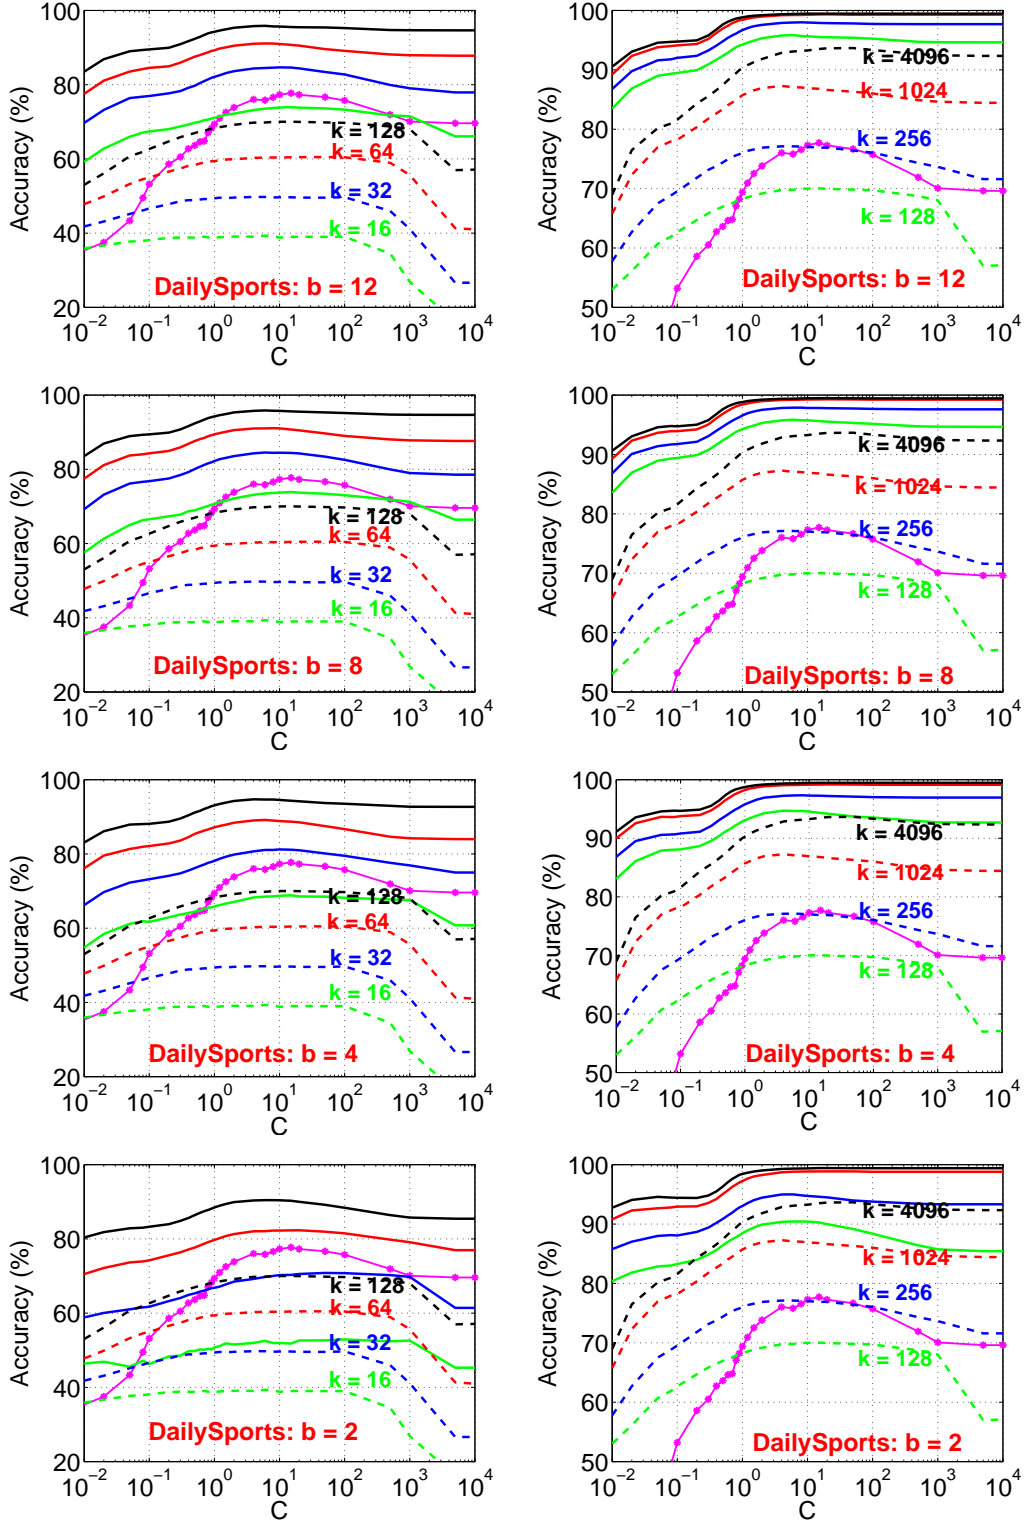 100
80
60
40
20
Accuracy (%)
k = 128
k = 64
k = 32
k = 16
DailySports: b = 12
10^−2 10^−1 10^0 10^1 10^2 10^3 10^4
C
100
90
80
70
60
50
Accuracy (%)
k = 4096
k = 1024
k = 256
k = 128
DailySports: b = 12
10^−2 10^−1 10^0 10^1 10^2 10^3 10^4
C
100
80
60
40
20
Accuracy (%)
k = 128
k = 64
k = 32
k = 16
DailySports: b = 8
10^−2 10^−1 10^0 10^1 10^2 10^3 10^4
C
100
90
80
70
60
50
Accuracy (%)
k = 4096
k = 1024
k = 256
k = 128
DailySports: b = 8
10^−2 10^−1 10^0 10^1 10^2 10^3 10^4
C
100
80
60
40
20
Accuracy (%)
k = 128
k = 64
k = 32
k = 16
DailySports: b = 4
10^−2 10^−1 10^0 10^1 10^2 10^3 10^4
C
100
90
80
70
60
50
Accuracy (%)
k = 4096
k = 1024
k = 256
k = 128
DailySports: b = 4
10^−2 10^−1 10^0 10^1 10^2 10^3 10^4
C
100
80
60
40
20
Accuracy (%)
k = 128
k = 64
k = 32
k = 16
DailySports: b = 2
10^−2 10^−1 10^0 10^1 10^2 10^3 10^4
C
100
90
80
70
60
50
Accuracy (%)
k = 4096
k = 1024
k = 256
k = 128
DailySports: b = 2
10^−2 10^−1 10^0 10^1 10^2 10^3 10^4
C